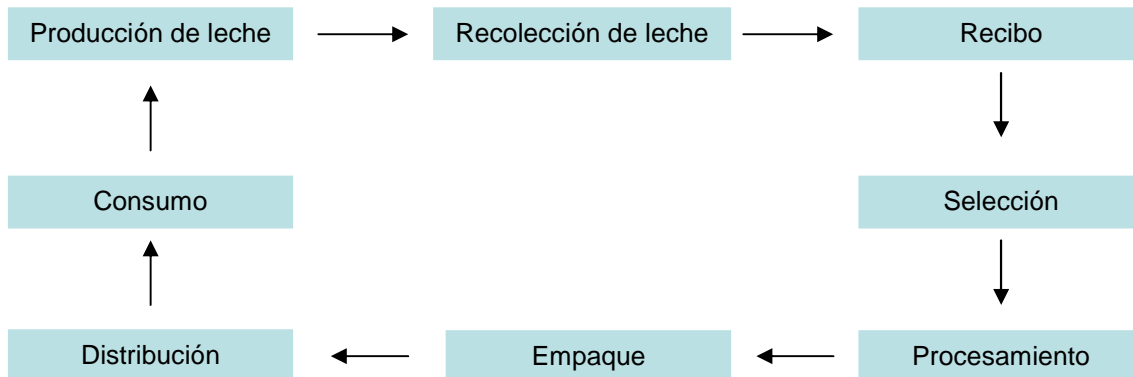 Producción de leche
Recolección de leche
Recibo
Consumo
Selección
Distribución
Empaque
Procesamiento